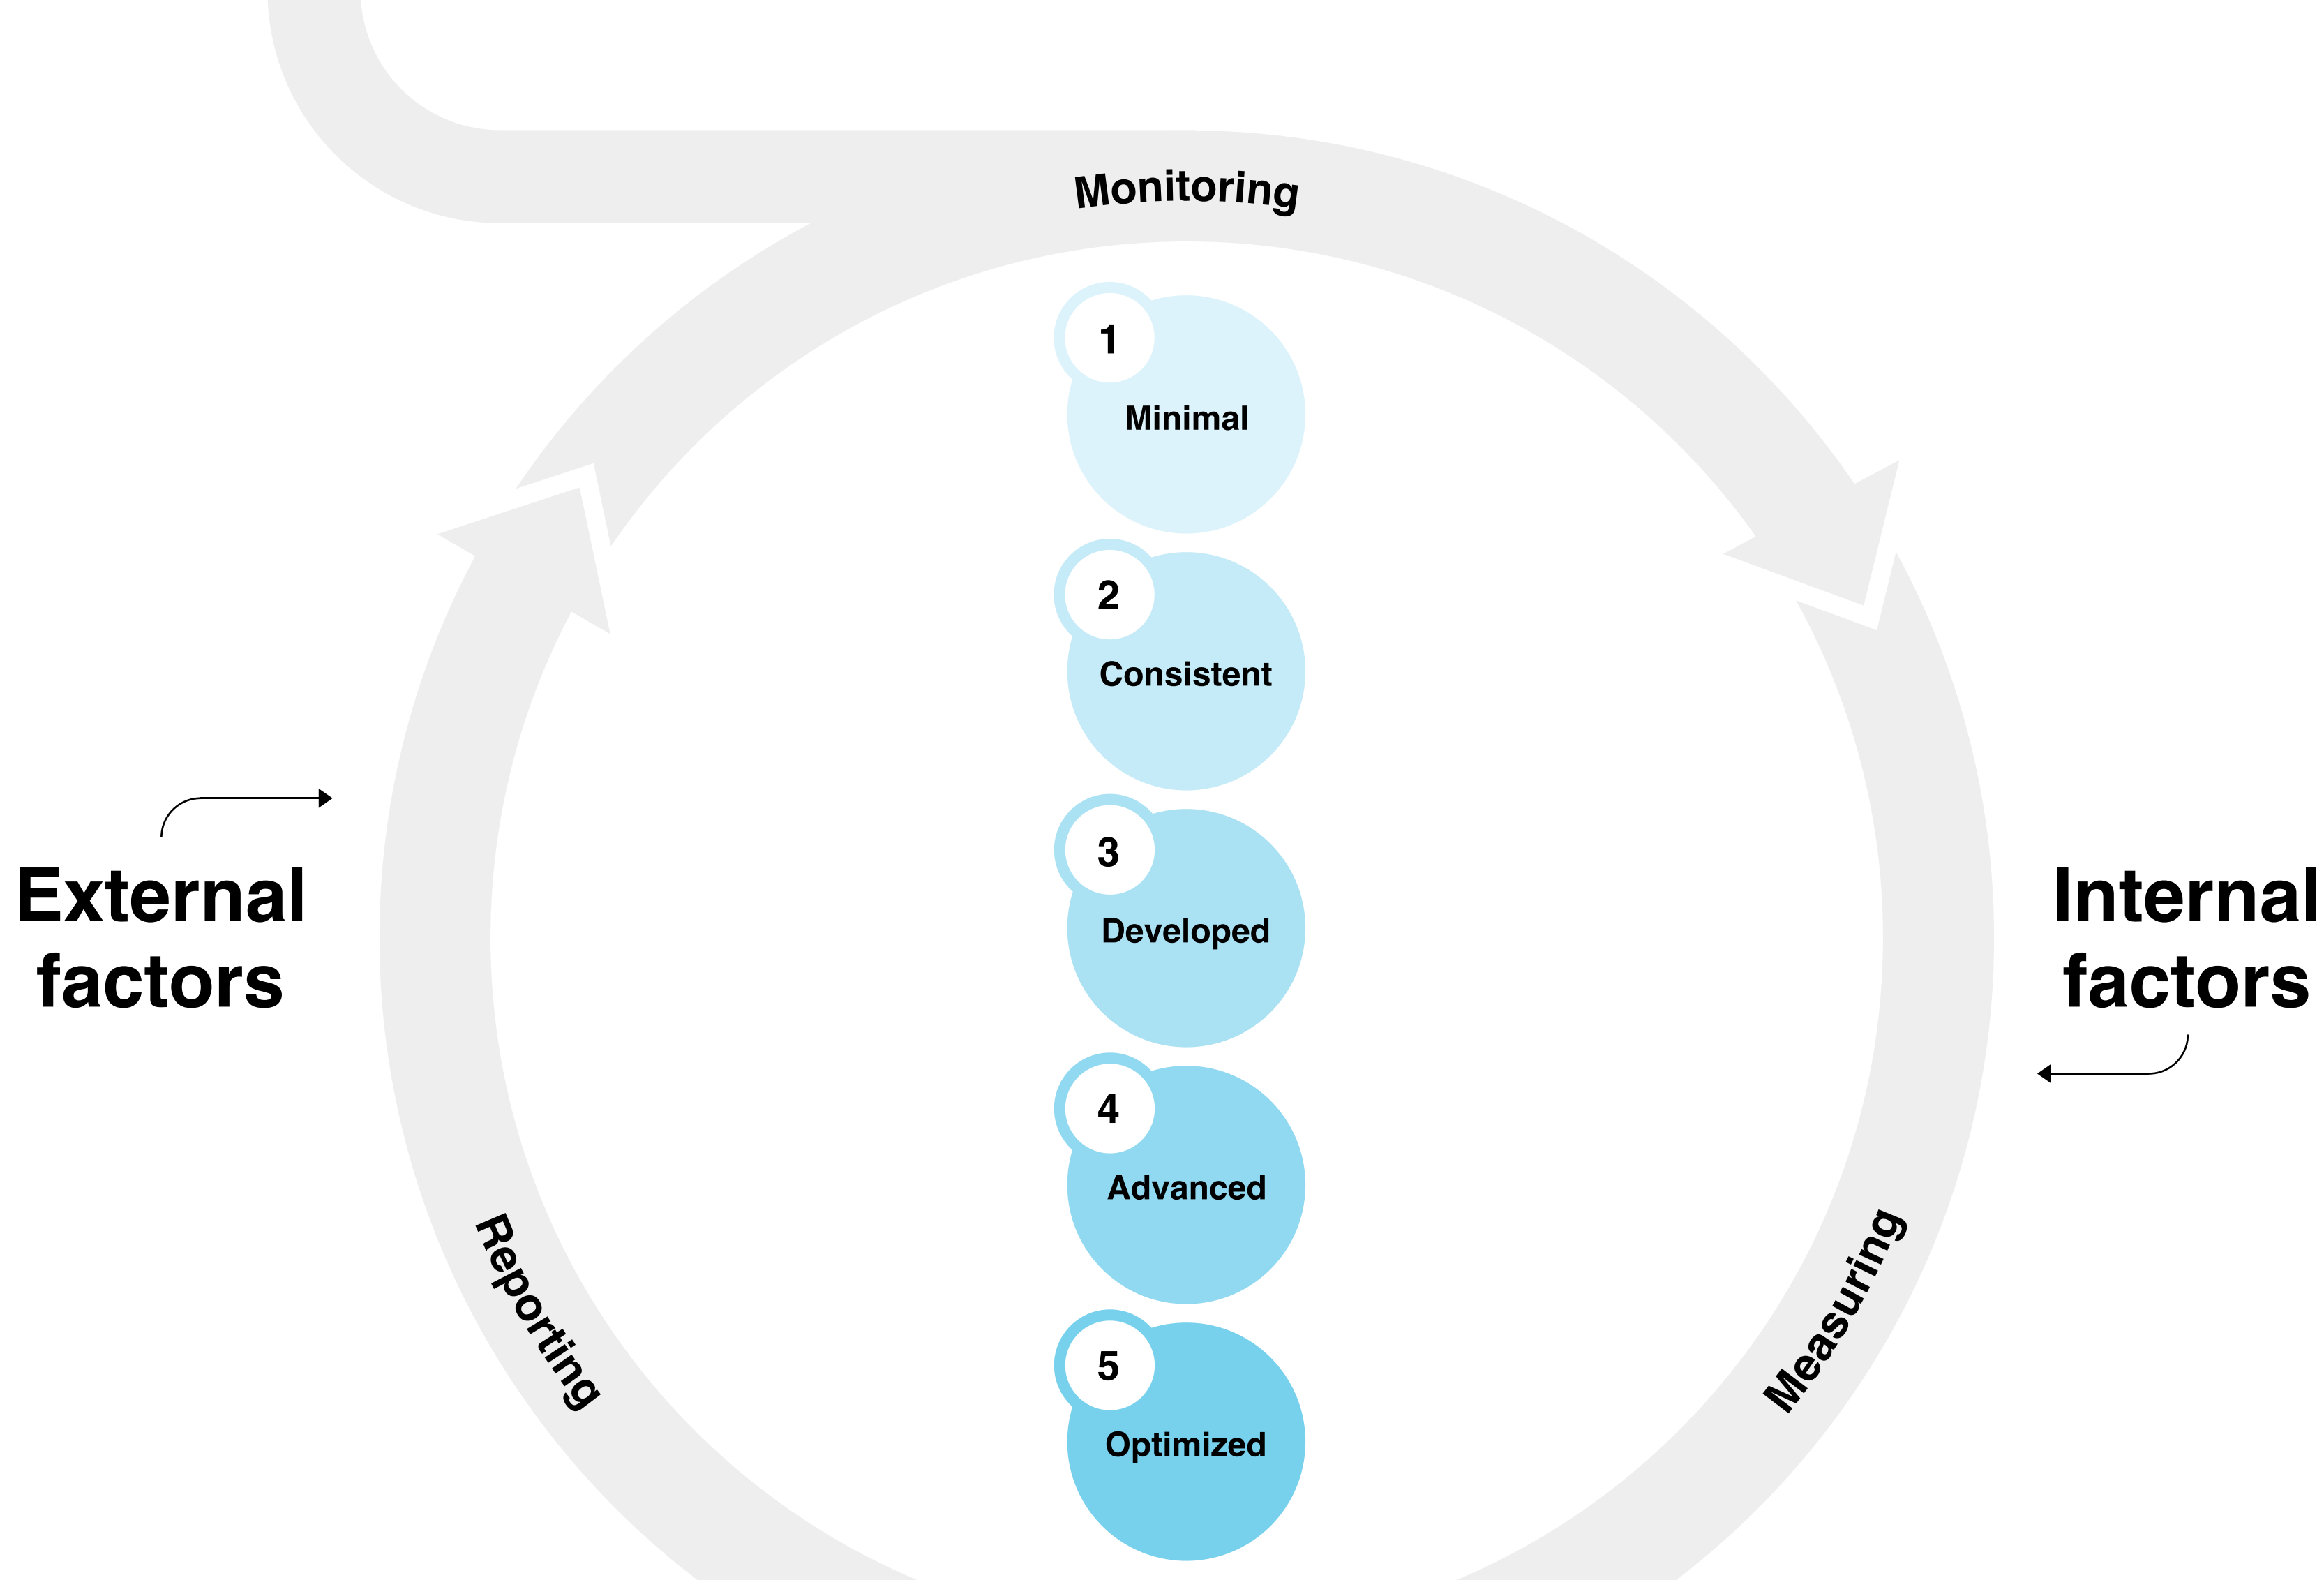 Monitoring
1
Minimal
2
Consistent
3
Developed
External
factors
Internal
factors
4
Advanced
Reporting
Measuring
5
Optimized